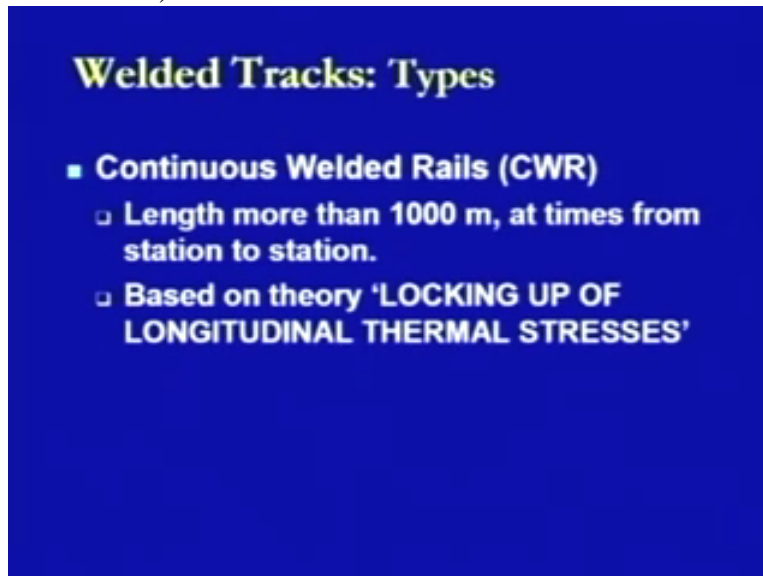 Welded Tracks: Types
Continuous Welded Rails (CWR)
Length more than 1000 m, at times from
station to station.
Based on theory ‘LOCKING UP OF
LONGITUDINAL THERMAL STRESSES’